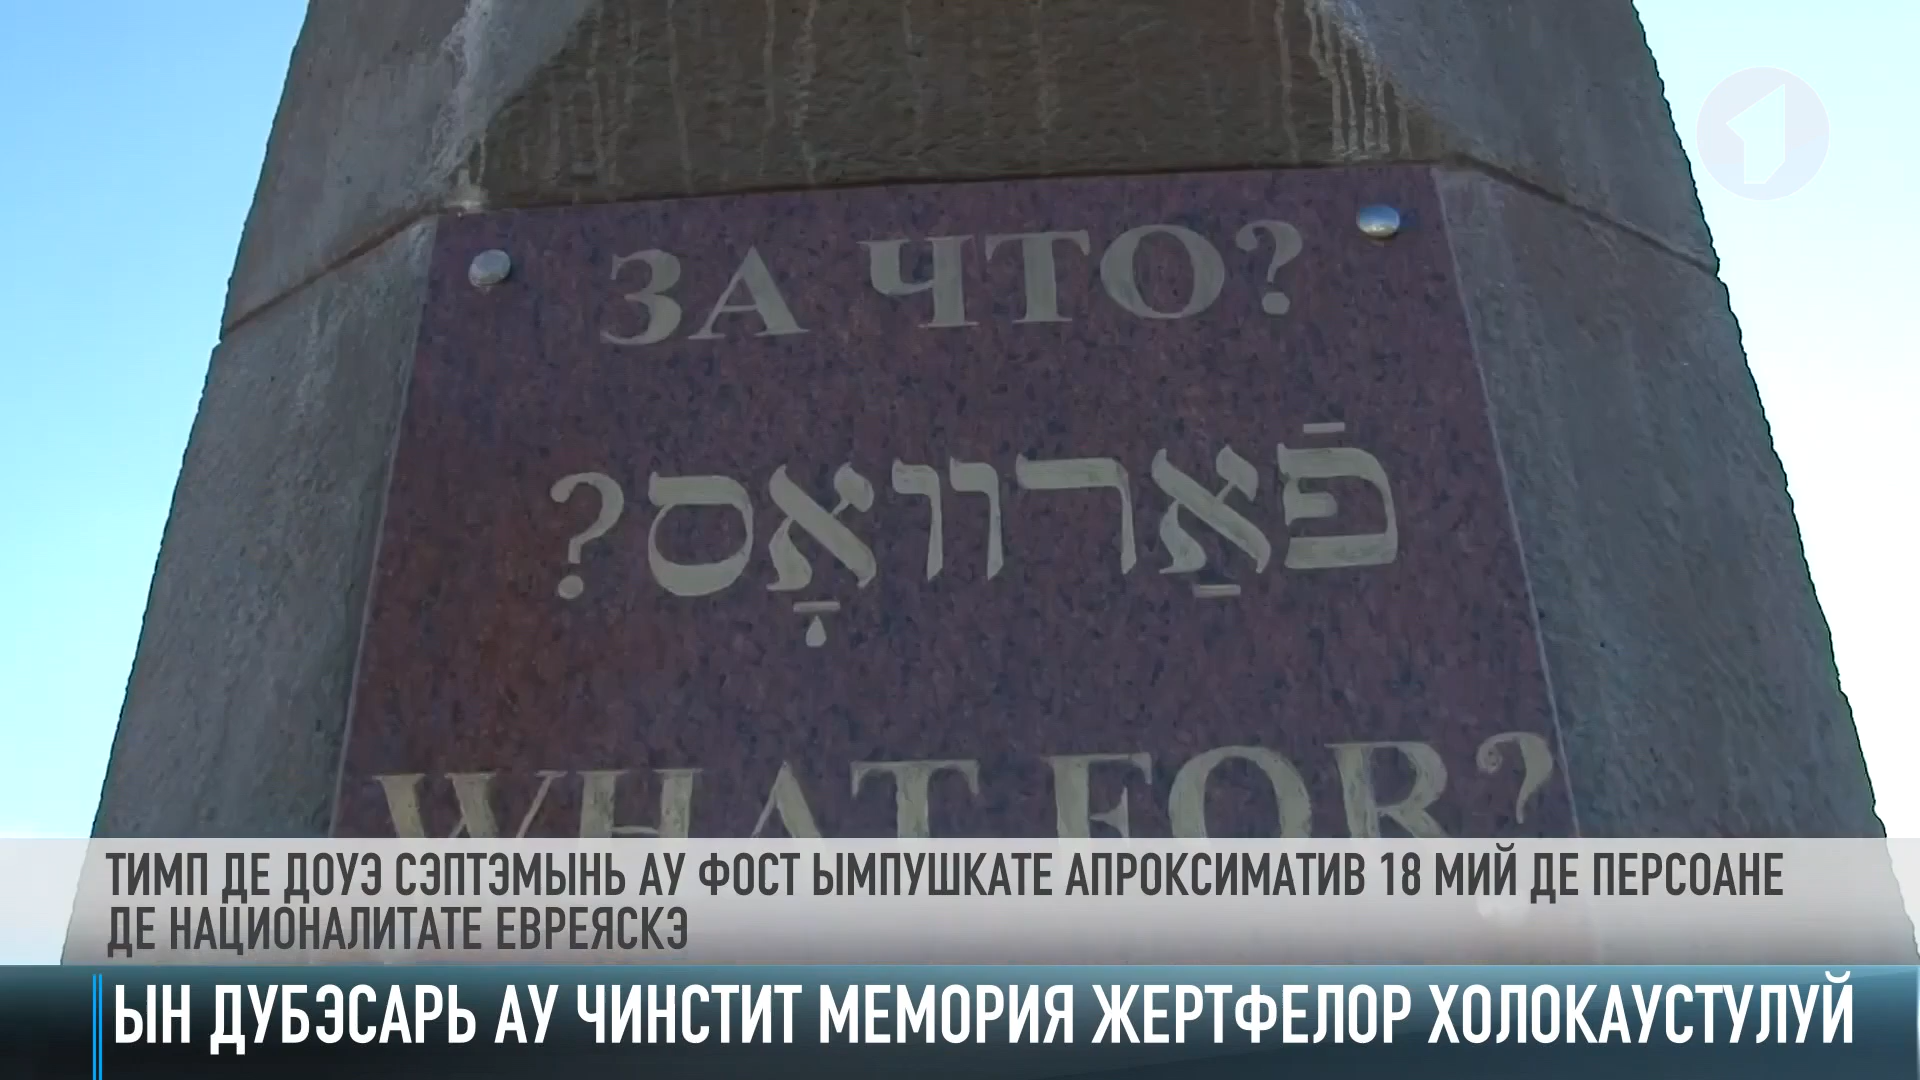 ЗА ЧТО?
פֿאַרוואָס?
WHAT FOR?
ТИМП ДЕ ДОУЭ СЭПТЭМЫНЬ АУ ФОСТ ЫМПУШКАТЕ АПРОКСИМАТИВ 18 МИЙ ДЕ ПЕРСОАНЕ
ДЕ НАЦИОНАЛИТАТЕ ЕВРЕЯСКЭ
ЫН ДУБЭСАРЬ АУ ЧИНСТИТ МЕМОРИЯ ЖЕРТФЕЛОР ХОЛОКАУСТУЛУЙ